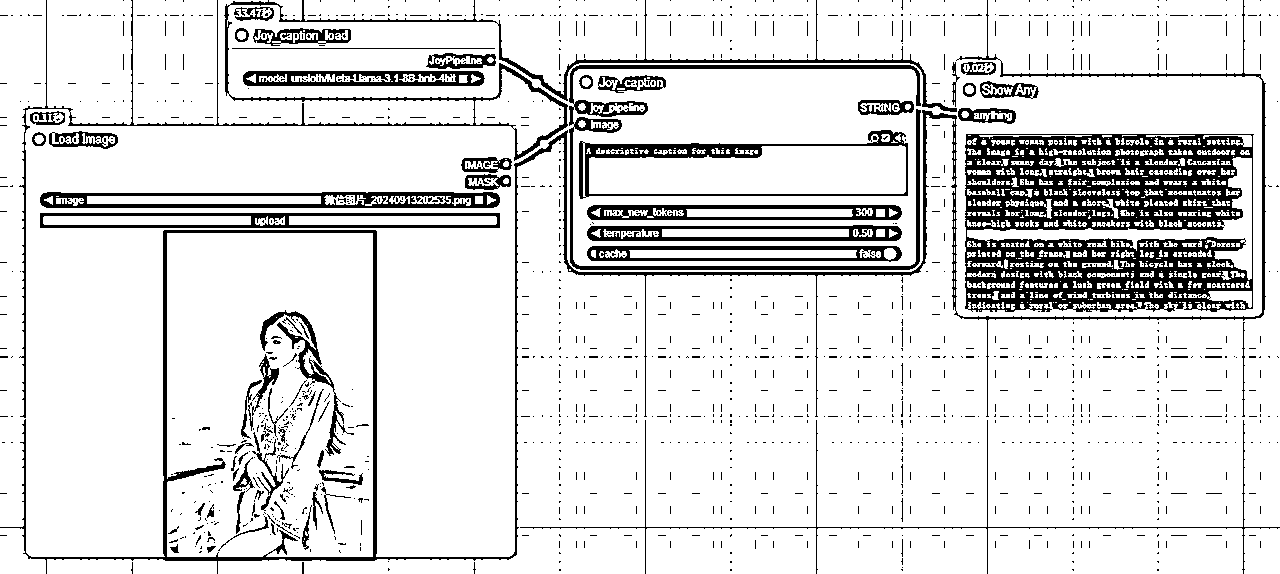 33.47秒
Joy_caption_load
JoyPipeline
model unsloth/Meta-Llama-3.1-8B-bnb-4bit
0.11秒
Load Image
IMAGE
MASK
image 微信图片_20240913202535.png
upload
Joy_caption
joy_pipeline
image
STRING
A descriptive caption for this image
max_new_tokens 300
temperature 0.50
cache false
0.02秒
Show Any
anything
of a young woman posing with a bicycle in a rural setting.
The image is a high-resolution photograph taken outdoors on
a clear, sunny day. The subject is a slender, Caucasian
woman with long, straight, brown hair cascading over her
shoulders. She has a fair complexion and wears a white
baseball cap, a black sleeveless top that accentuates her
slender physique, and a short, white pleated skirt that
reveals her long, slender legs. She is also wearing white
knee-high socks and white sneakers with black accents.
She is seated on a white road bike, with the word
printed on the frame, and her right leg is extended
forward, resting on the ground. The bicycle has a sleek,
modern design with black components and a single gear. The
background features a lush green field with a few scattered
trees, and a line of wind turbines in the distance,
indicating a rural or suburban area. The sky is clear with